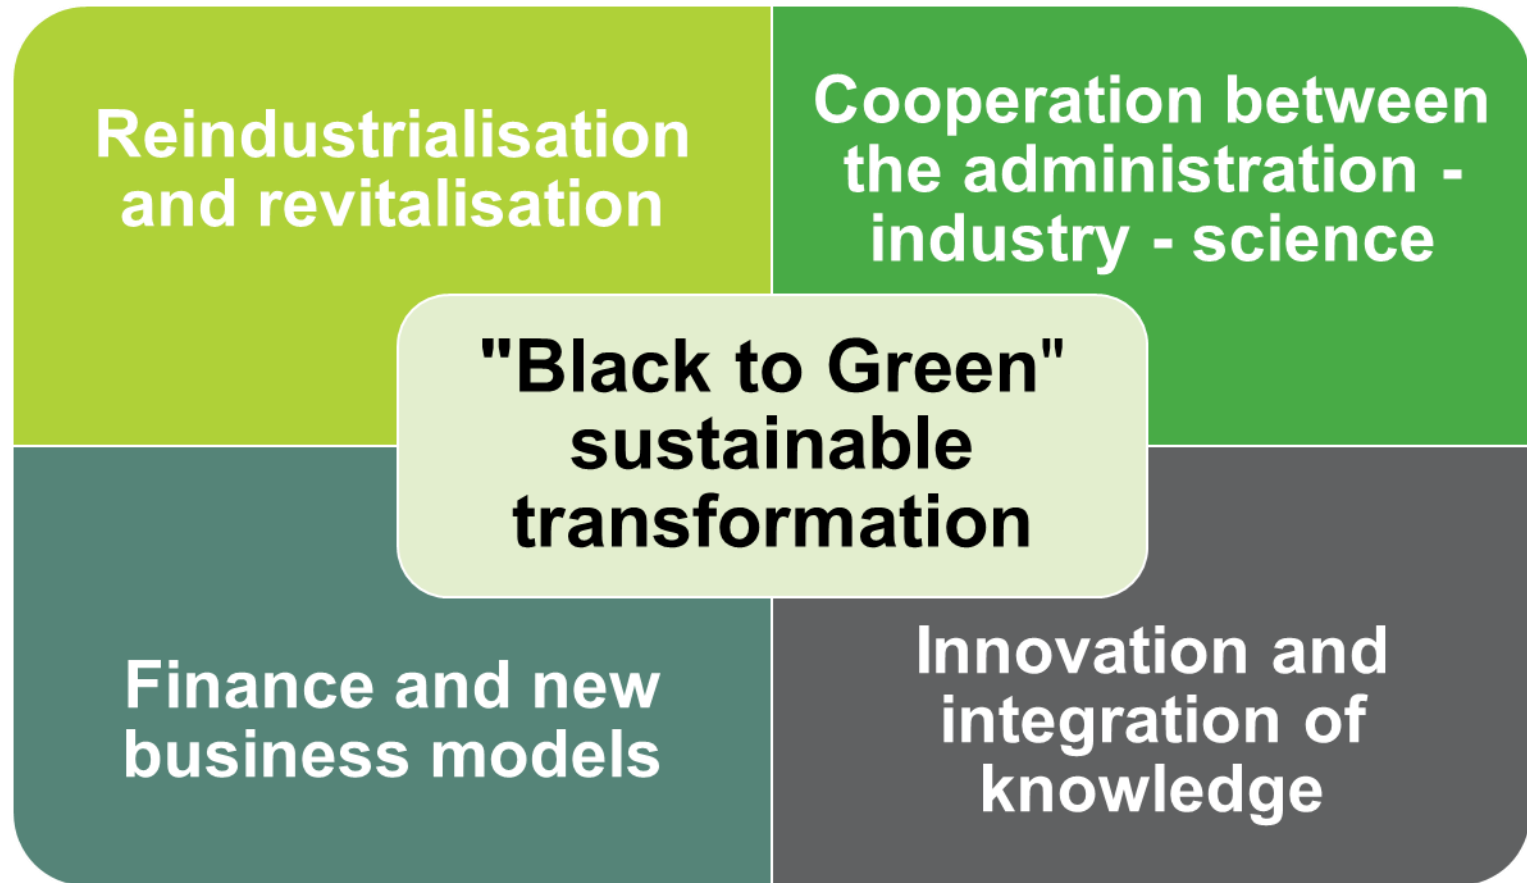 Reindustrialisation
and revitalisation
Cooperation between
the administration -
industry - science
"Black to Green"
sustainable
transformation
Finance and new
business models
Innovation and
integration of
knowledge